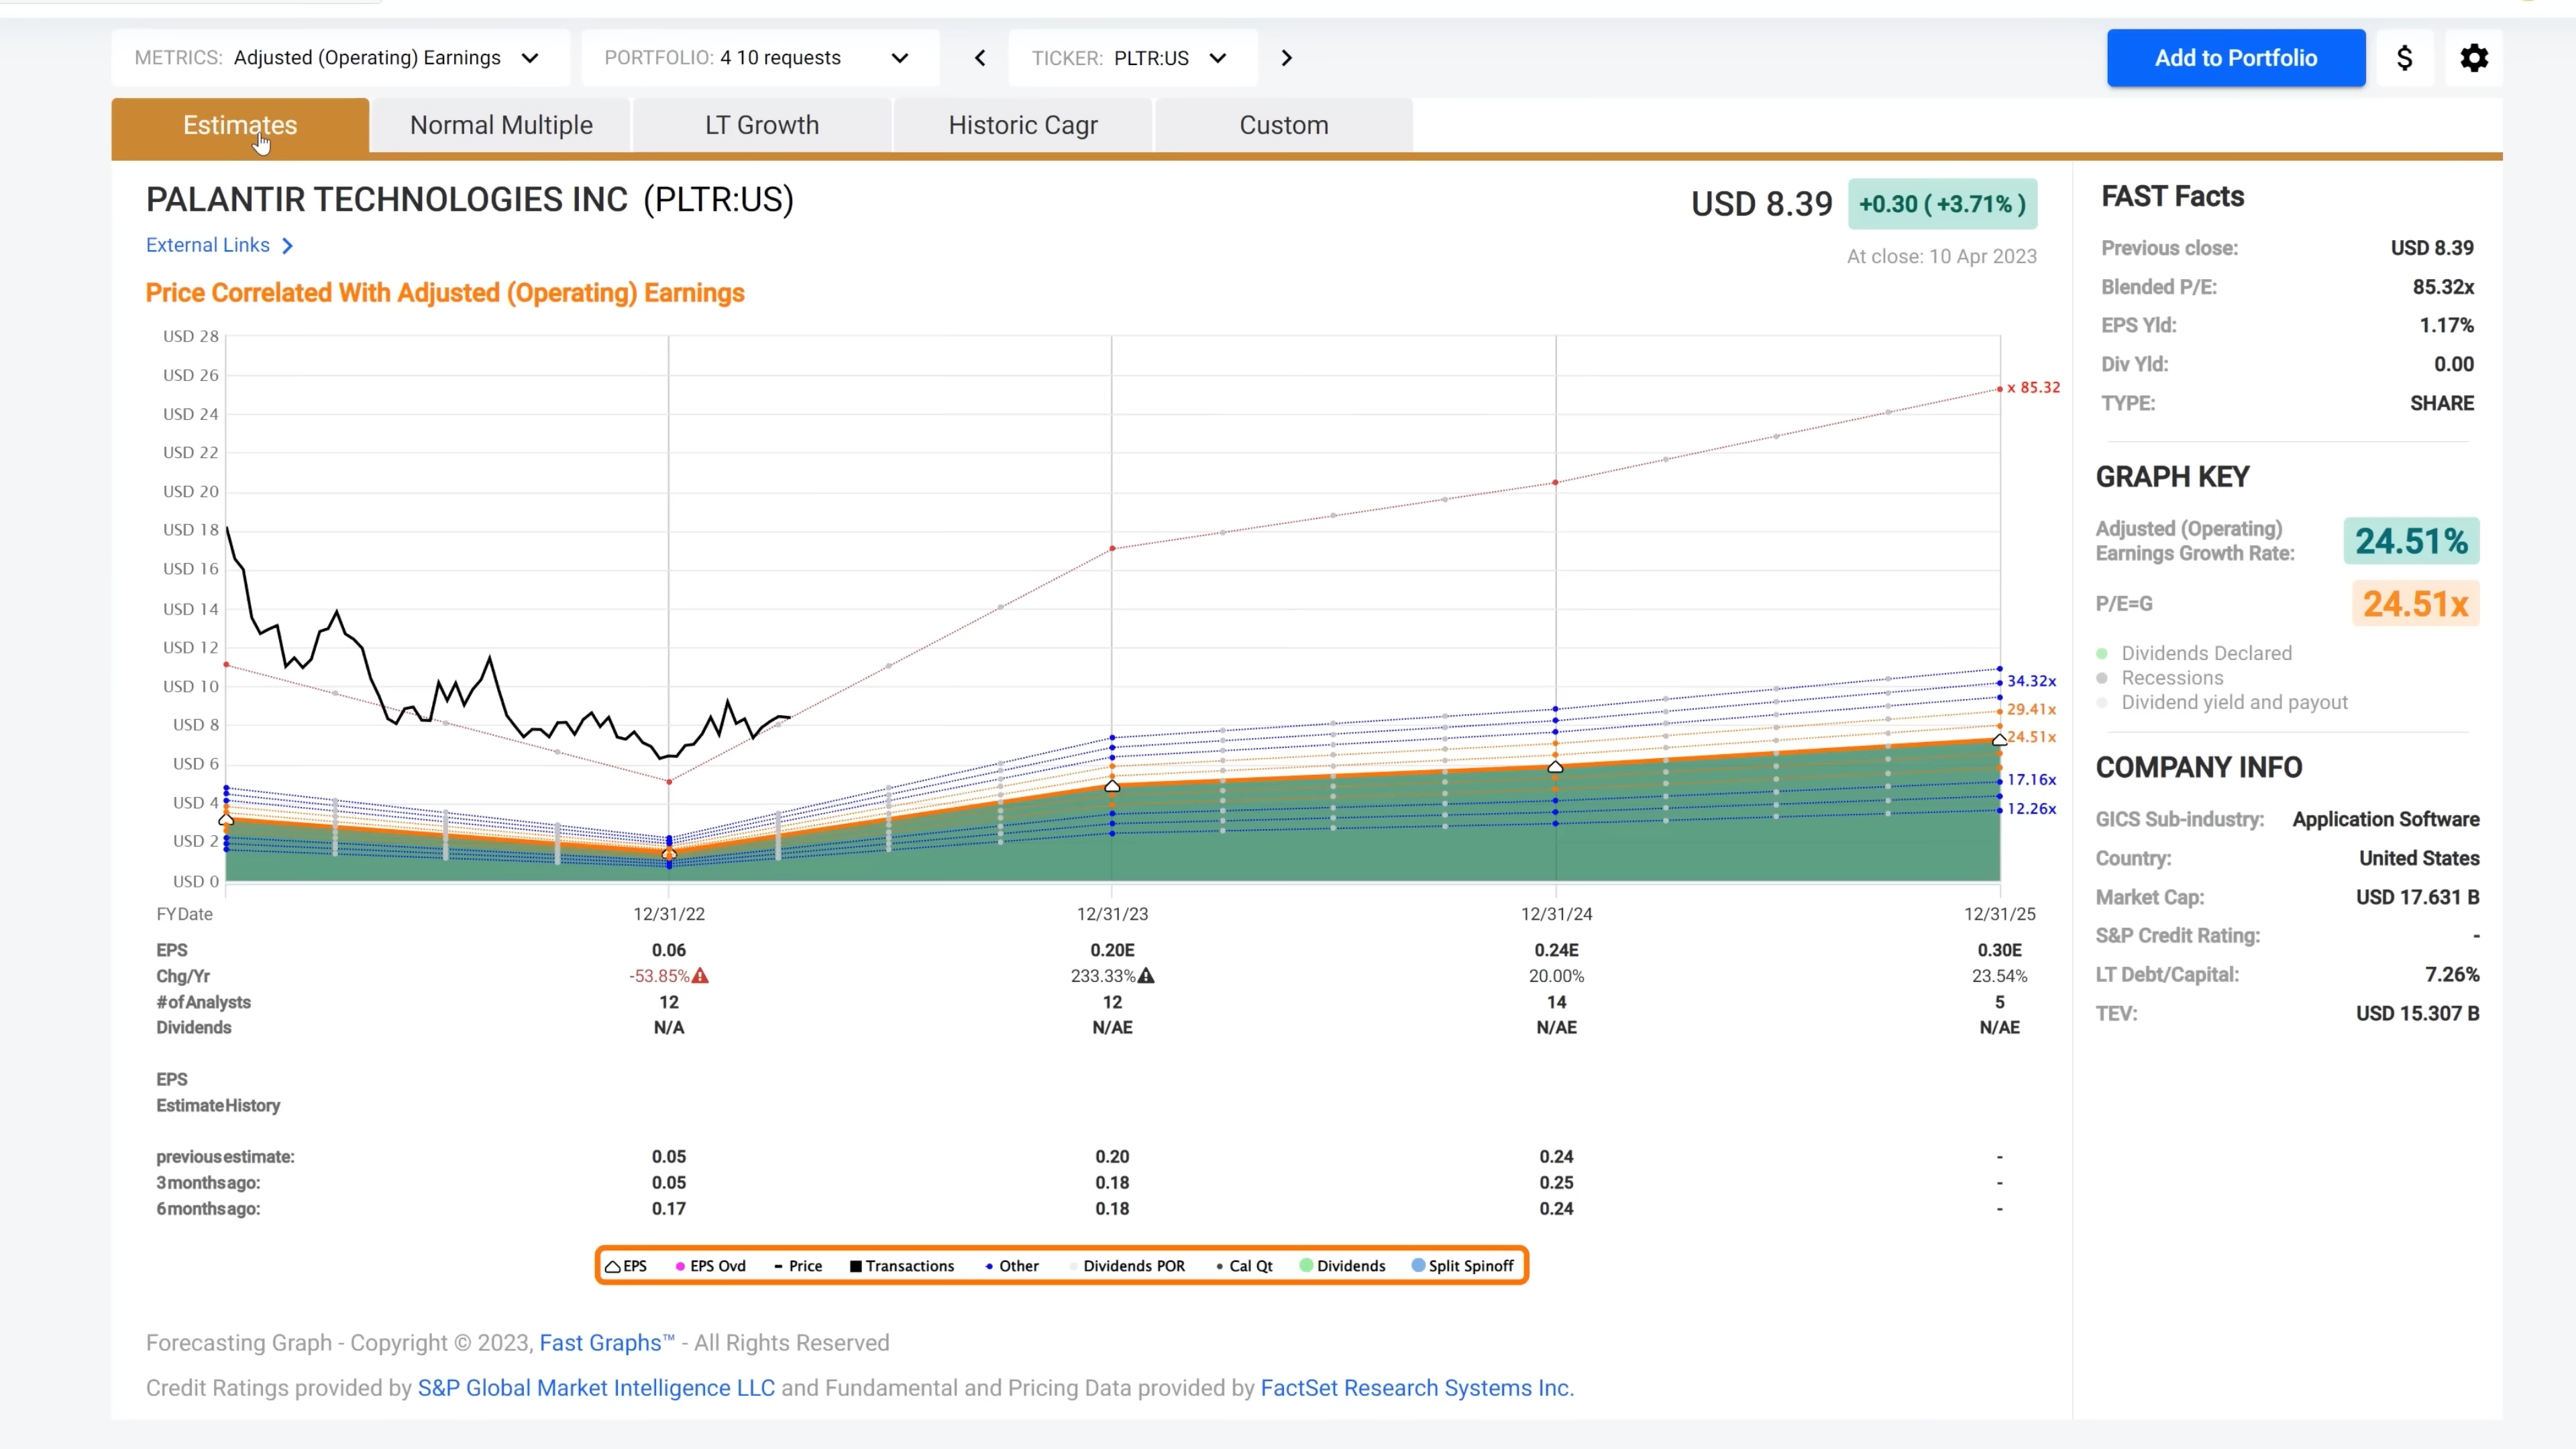 METRICS: Adjusted (Operating) Earnings PORTFOLIO: 4 10 requests TICKER: PLTR:US Add to Portfolio $
Estimates Normal Multiple LT Growth Historic Cagr Custom
PALANTIR TECHNOLOGIES INC (PLTR:US) USD 8.39 +0.30 ( +3.71% )
External Links At close: 10 Apr 2023
Price Correlated With Adjusted (Operating) Earnings
USD 28
USD 26
USD 24
USD 22
USD 20
USD 18
USD 16
USD 14
USD 12
USD 10
USD 8
USD 6
USD 4
USD 2
USD 0
x 85.32
34.32x
29.41x
24.51x
17.16x
12.26x
FYDate 12/31/22 12/31/23 12/31/24 12/31/25
EPS 0.06 0.20E 0.24E 0.30E
Chg/Yr -53.85% 233.33% 20.00% 23.54%
#ofAnalysts 12 12 14 5
Dividends N/A N/AE N/AE N/AE
EPS
EstimateHistory
previousestimate: 0.05 0.20 0.24 -
3monthsago: 0.05 0.18 0.25 -
6monthsago: 0.17 0.18 0.24 -
EPS EPS Ovd Price Transactions Other Dividends POR Cal Qt Dividends Split Spinoff
Forecasting Graph - Copyright © 2023, Fast Graphs™ - All Rights Reserved
Credit Ratings provided by S&P Global Market Intelligence LLC and Fundamental and Pricing Data provided by FactSet Research Systems Inc.
FAST Facts
Previous close: USD 8.39
Blended P/E: 85.32x
EPS Yld: 1.17%
Div Yld: 0.00
TYPE: SHARE
GRAPH KEY
Adjusted (Operating)
Earnings Growth Rate: 24.51%
P/E=G 24.51x
Dividends Declared
Recessions
Dividend yield and payout
COMPANY INFO
GICS Sub-industry: Application Software
Country: United States
Market Cap: USD 17.631 B
S&P Credit Rating: -
LT Debt/Capital: 7.26%
TEV: USD 15.307 B